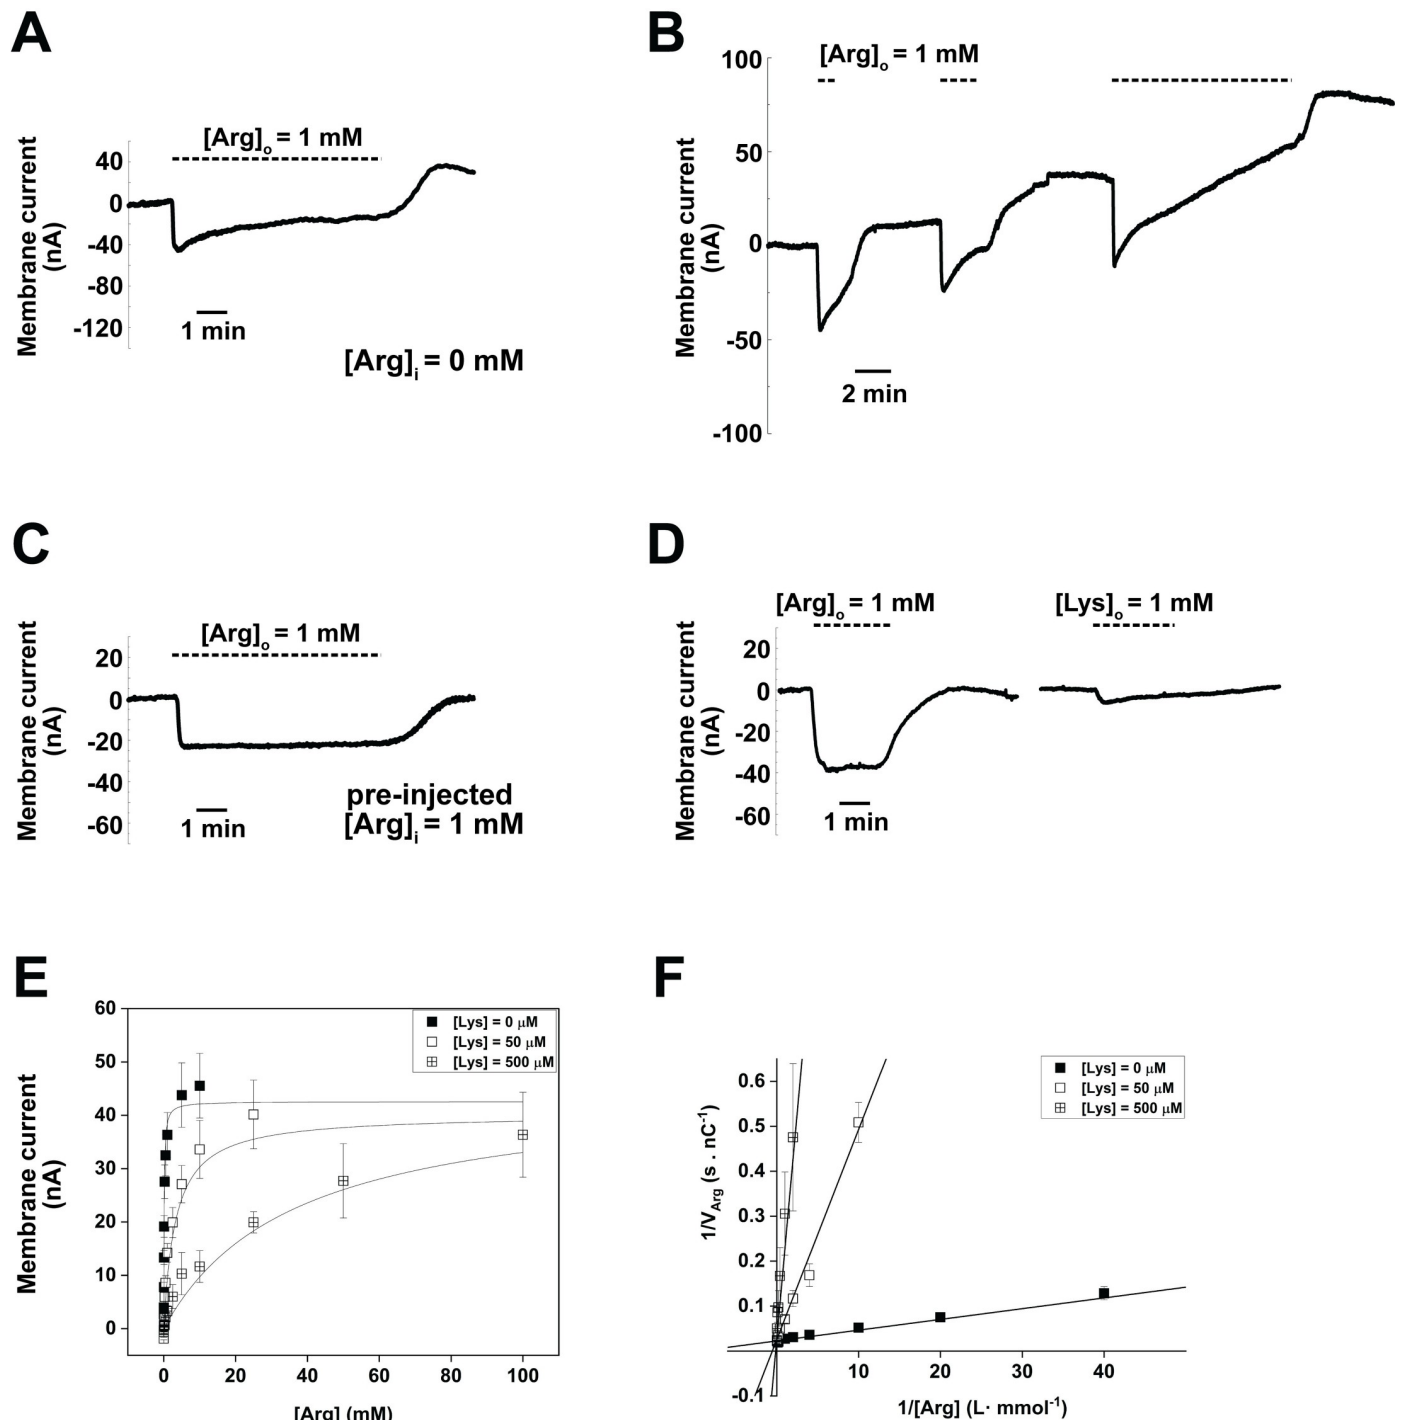 A
[Arg]o = 1 mM
40
0
-40
-80
-120
Membrane current
(nA)
1 min
[Arg]i = 0 mM
B
[Arg]o = 1 mM
100
50
0
-50
-100
Membrane current
(nA)
2 min
C
[Arg]o = 1 mM
20
0
-20
-40
-60
Membrane current
(nA)
1 min
pre-injected
[Arg]i = 1 mM
D
[Arg]o = 1 mM
[Lys]o = 1 mM
20
0
-20
-40
-60
Membrane current
(nA)
1 min
E
60
50
40
30
20
10
0
Membrane current
(nA)
[Lys] = 0 μM
[Lys] = 50 μM
[Lys] = 500 μM
0 20 40 60 80 100
[Arg] (mM)
F
[Lys] = 0 μM
[Lys] = 50 μM
[Lys] = 500 μM
0.6
0.5
0.4
0.3
0.2
0.1
-0.1
1/VArg (s . nC-1)
10 20 30 40
1/[Arg] (L· mmol-1)